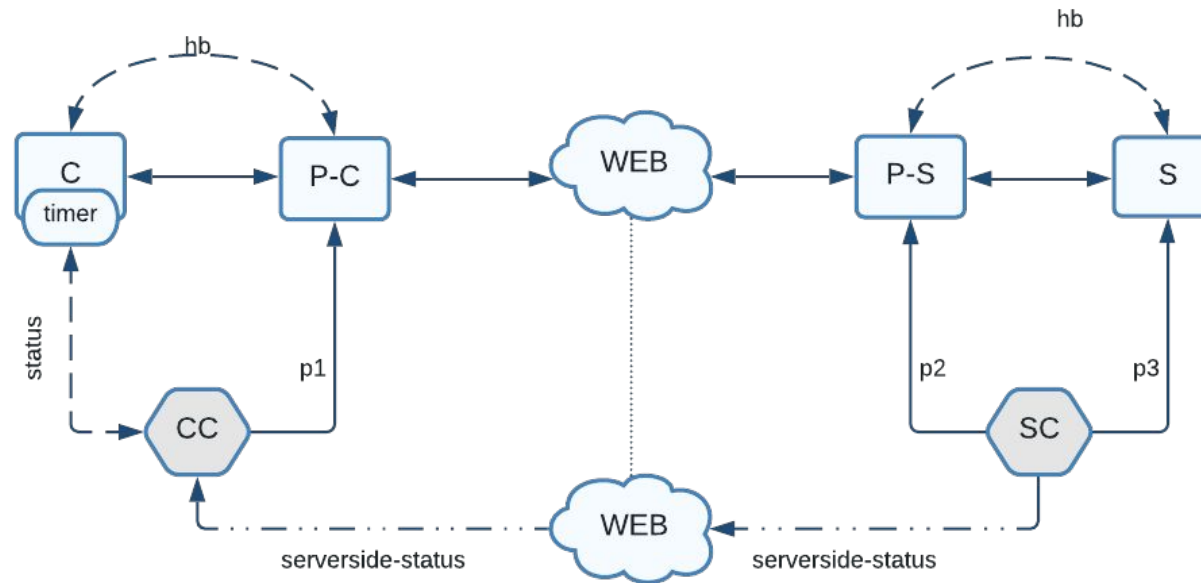 hb
hb
C
timer
P-C
WEB
P-S
S
status
p1
p2
p3
CC
SC
WEB
serverside-status
serverside-status